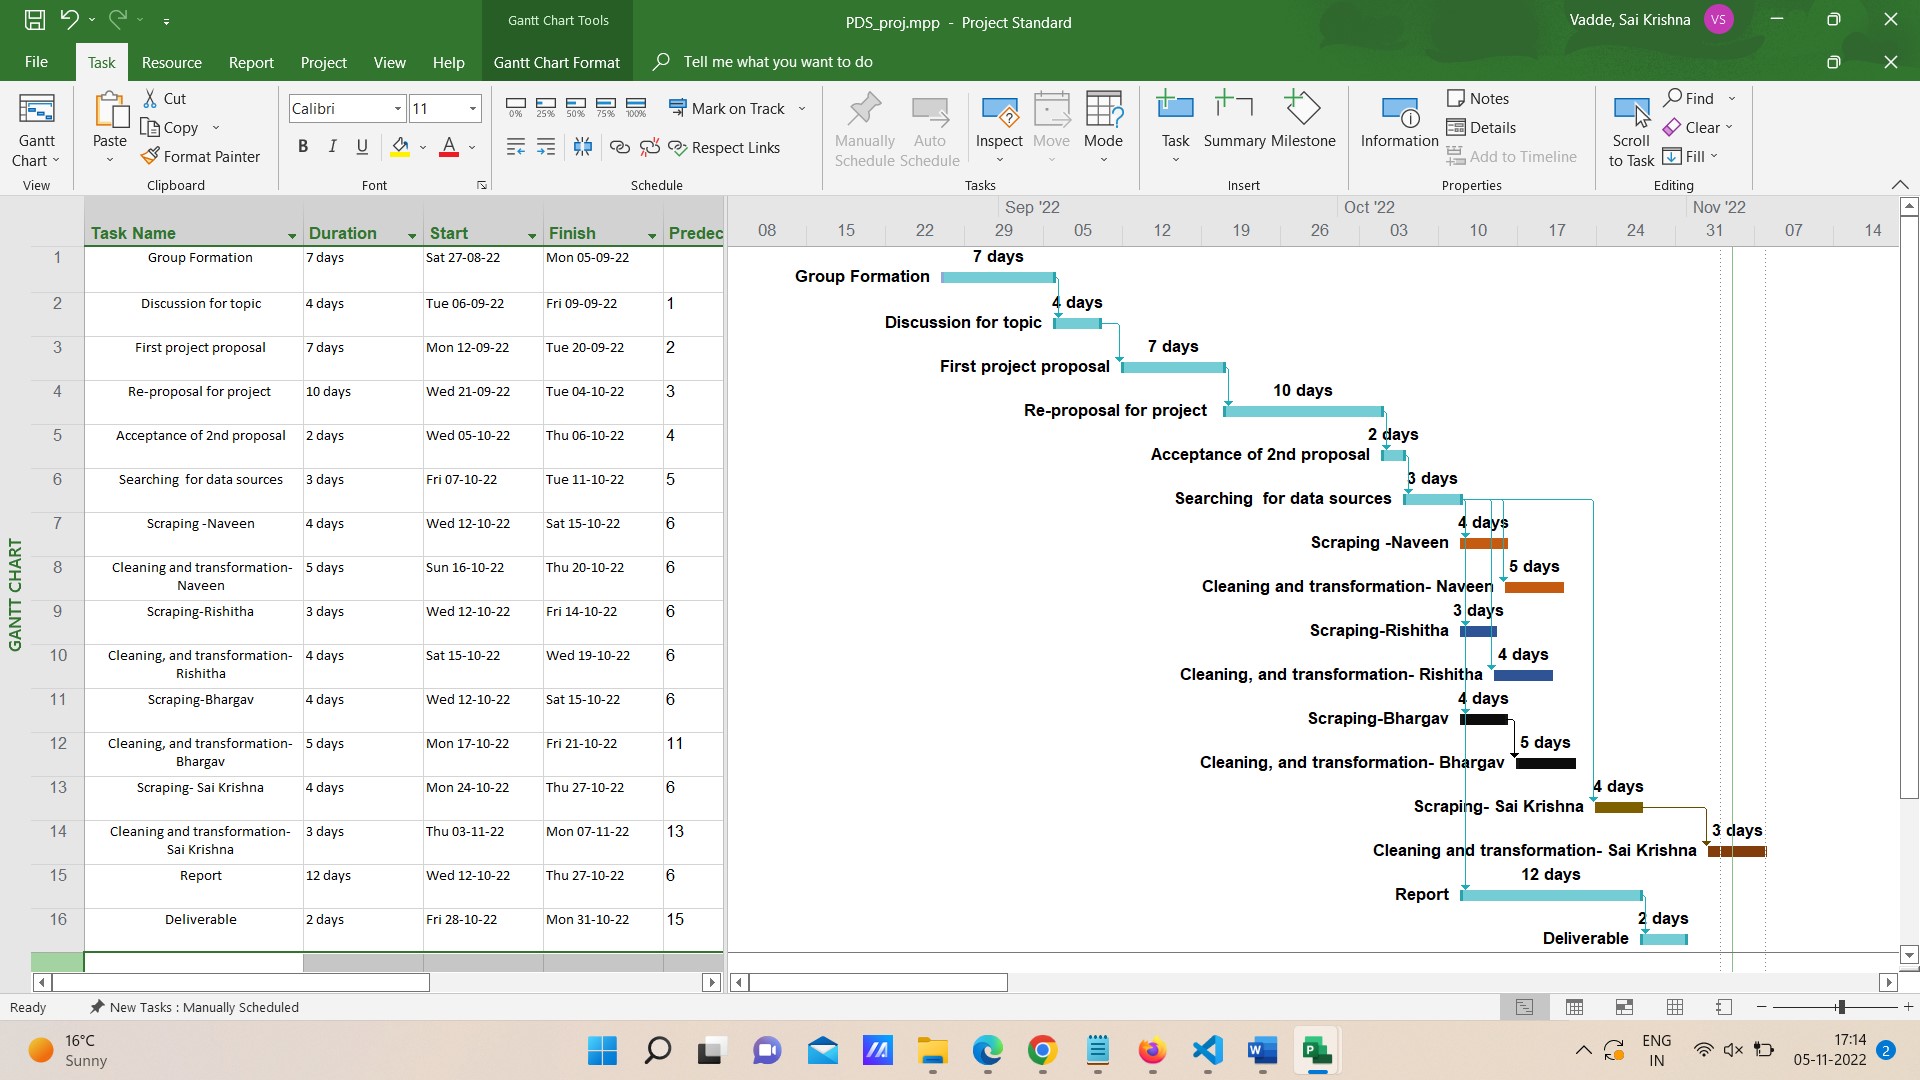 Gantt Chart Tools
PDS_proj.mpp - Project Standard
Vadde, Sai Krishna
VS
File
Task
Resource
Report
Project
View
Help
Gantt Chart Format
Tell me what you want to do
Gantt
Chart
View
Paste
Cut
Copy
Format Painter
Clipboard
Calibri
11
B
I
U
A
Font
0%
25%
50%
75%
100%
Mark on Track
Respect Links
Schedule
Manually
Schedule
Auto
Schedule
Inspect
Move
Mode
Tasks
Task
Summary
Milestone
Insert
Information
Notes
Details
Add to Timeline
Properties
Scroll
to Task
Find
Clear
Fill
Editing
GANTT CHART
Task Name Duration Start Finish Predec
1 Group Formation 7 days Sat 27-08-22 Mon 05-09-22
2 Discussion for topic 4 days Tue 06-09-22 Fri 09-09-22 1
3 First project proposal 7 days Mon 12-09-22 Tue 20-09-22 2
4 Re-proposal for project 10 days Wed 21-09-22 Tue 04-10-22 3
5 Acceptance of 2nd proposal 2 days Wed 05-10-22 Thu 06-10-22 4
6 Searching for data sources 3 days Fri 07-10-22 Tue 11-10-22 5
7 Scraping -Naveen 4 days Wed 12-10-22 Sat 15-10-22 6
8 Cleaning and transformation- 5 days Sun 16-10-22 Thu 20-10-22 6
Naveen
9 Scraping-Rishitha 3 days Wed 12-10-22 Fri 14-10-22 6
10 Cleaning, and transformation- 4 days Sat 15-10-22 Wed 19-10-22 6
Rishitha
11 Scraping-Bhargav 4 days Wed 12-10-22 Sat 15-10-22 6
12 Cleaning, and transformation- 5 days Mon 17-10-22 Fri 21-10-22 11
Bhargav
13 Scraping- Sai Krishna 4 days Mon 24-10-22 Thu 27-10-22 6
14 Cleaning and transformation- 3 days Thu 03-11-22 Mon 07-11-22 13
Sai Krishna
15 Report 12 days Wed 12-10-22 Thu 27-10-22 6
16 Deliverable 2 days Fri 28-10-22 Mon 31-10-22 15
Sep '22 Oct '22 Nov '22
08 15 22 29 05 12 19 26 03 10 17 24 31 07 14
7 days
Group Formation
4 days
Discussion for topic
7 days
First project proposal
10 days
Re-proposal for project
2 days
Acceptance of 2nd proposal
3 days
Searching for data sources
4 days
Scraping -Naveen
5 days
Cleaning and transformation- Naveen
3 days
Scraping-Rishitha
4 days
Cleaning, and transformation- Rishitha
4 days
Scraping-Bhargav
5 days
Cleaning, and transformation- Bhargav
4 days
Scraping- Sai Krishna
3 days
Cleaning and transformation- Sai Krishna
12 days
Report
2 days
Deliverable
Ready
New Tasks : Manually Scheduled
16°C
Sunny
ENG
IN
17:14
05-11-2022
2